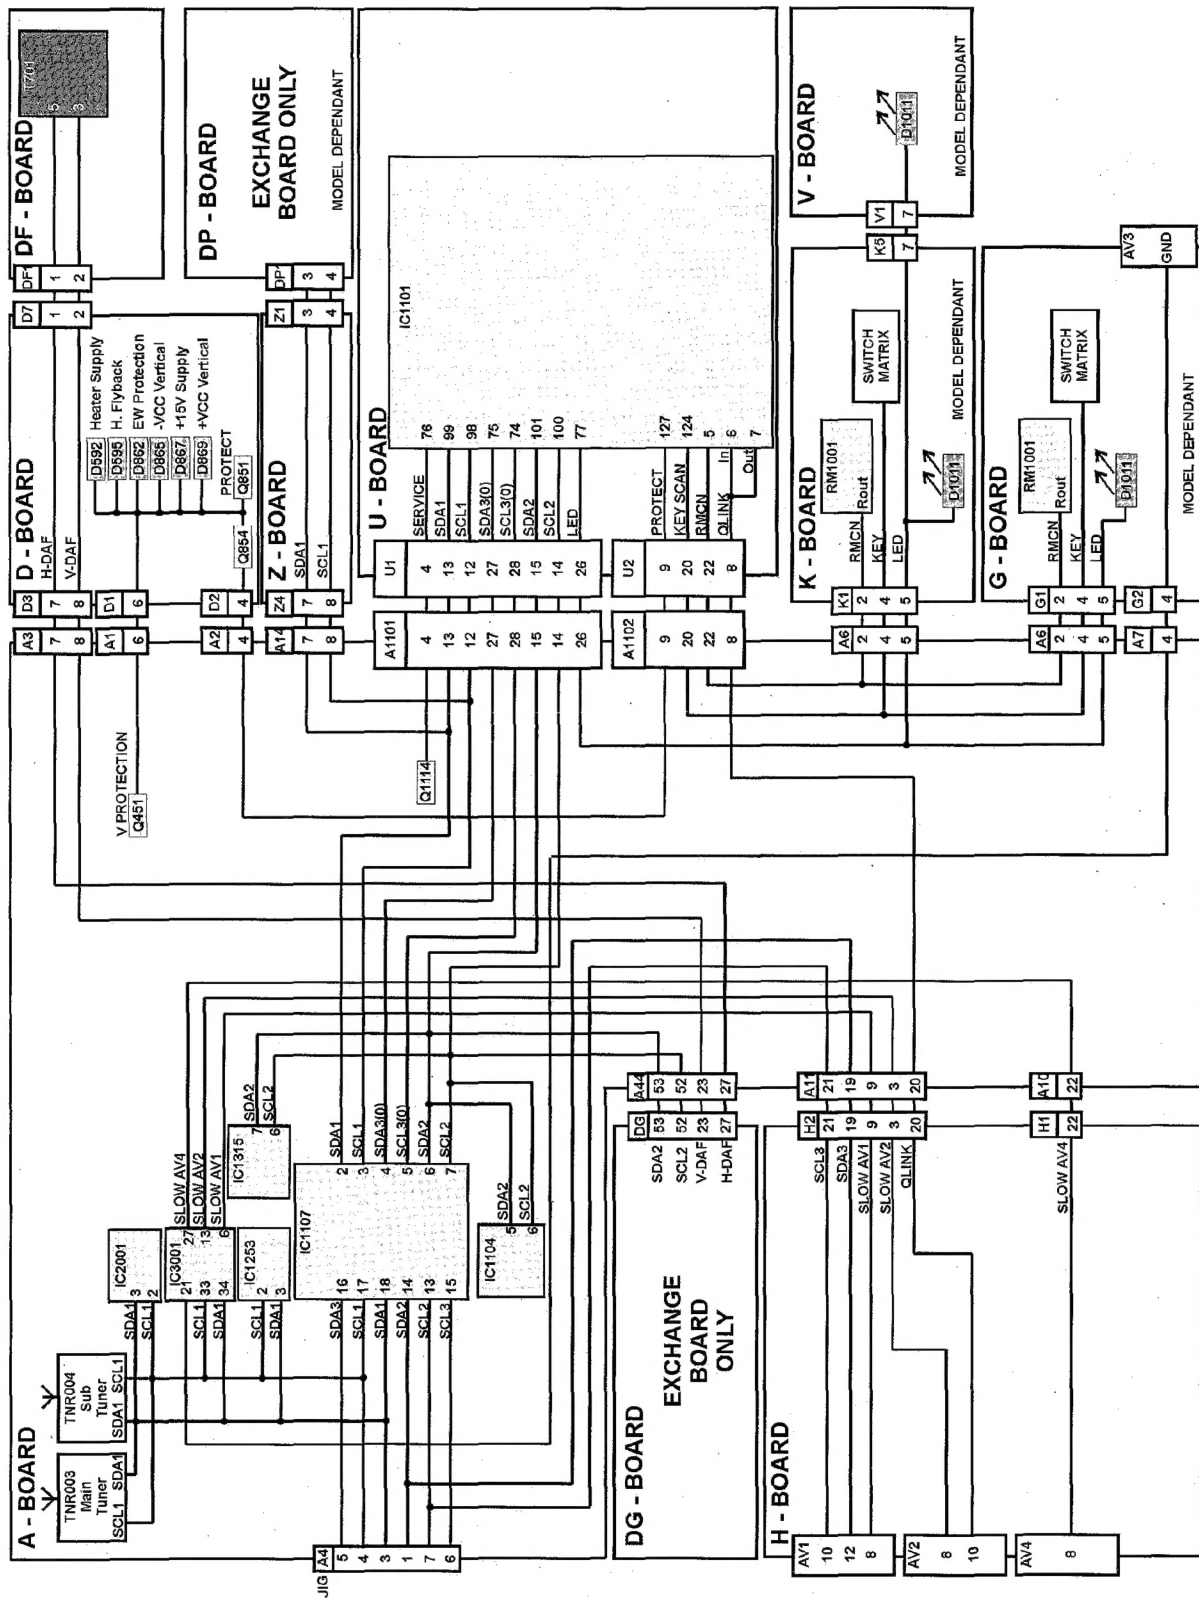 A - BOARD
TNR003
Main
Tuner
SCL1 SDA1
TNR004
Sub
Tuner
SDA1 SCL1
IC2001
SDA1 3
SCL1 2
IC3001
21
SCL1 33
SDA1 34
27 SLOW AV4
13 SLOW AV2
6 SLOW AV1
IC1253
SCL1 2
SDA1 3
IC1315
7 SDA2
6 SCL2
IC1107
SDA3 16
SCL1 17
SDA1 18
SDA2 14
SCL2 13
SCL3 15
2 SDA1
3 SCL1
4 SDA3(0)
5 SCL3(0)
6 SDA2
7 SCL2
IC1104
5 SDA2
6 SCL2
JIG
A4
5
4
3
1
7
6
V PROTECTION
Q451
Q1114
A3
7
8
A1
6
A2
4
A14
7
8
A1101
4
13
12
27
28
15
14
26
A1102
9
20
22
8
A6
2
4
5
A6
2
4
5
A7
4
D - BOARD
D3
7 H-DAF
8 V-DAF
D1
6
D2
4
Q854
PROTECT
Q851
D592 Heater Supply
D595 H. Flyback
D862 EW Protection
D865 -VCC Vertical
D867 +15V Supply
D869 +VCC Vertical
D7
1
2
DF - BOARD
DF1
1
2
5
3
Z - BOARD
Z4
7 SDA1
8 SCL1
Z1
3
4
DP - BOARD
DP1
3
4
EXCHANGE
BOARD ONLY
MODEL DEPENDANT
U - BOARD
U1
4 SERVICE 76
13 SDA1 99
12 SCL1 98
27 SDA3(0) 75
28 SCL3(0) 74
15 SDA2 101
14 SCL2 100
26 LED 77
U2
9 PROTECT 127
20 KEY SCAN 124
22 RMCN 5
8 QLINK In 6
Out 7
IC1101
K - BOARD
K1
2 RMCN
4 KEY
5 LED
RM1001
Rout
SWITCH
MATRIX
D1011
MODEL DEPENDANT
K5
7
V - BOARD
V1
7
D1011
MODEL DEPENDANT
G - BOARD
G1
2 RMCN
4 KEY
5 LED
RM1001
Rout
SWITCH
MATRIX
D1011
G2
4
AV3
GND
MODEL DEPENDANT
DG - BOARD
EXCHANGE
BOARD
ONLY
DG
SDA2 53
SCL2 52
V-DAF 23
H-DAF 27
A44
53
52
23
27
H - BOARD
H2
SCL3 21
SDA3 19
SLOW AV1 9
SLOW AV2 3
QLINK 20
A11
21
19
9
3
20
H1
SLOW AV4 22
A10
22
AV1
10
12
8
AV2
8
10
AV4
8